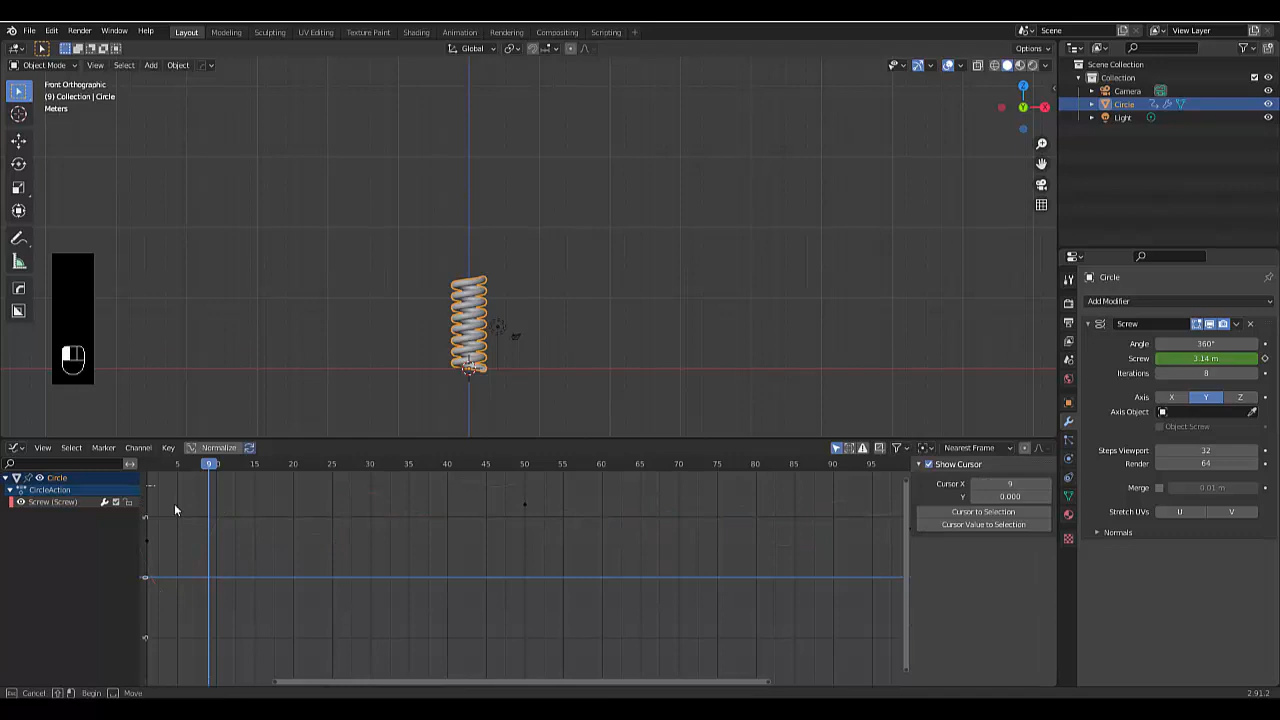 File Edit Render Window Help Layout Modeling Sculpting UV Editing Texture Paint Shading Animation Rendering Compositing Scripting + Scene View Layer
Global Options
Object Mode View Select Add Object
Front Orthographic
(9) Collection | Circle
Meters
Z
Y
X
Scene Collection
Collection
Camera
Circle
Light
Circle
Add Modifier
Screw
Angle 360°
Screw 3.14 m
Iterations 8
Axis X Y Z
Axis Object
Object Screw
Steps Viewport 32
Render 64
Merge 0.01 m
Stretch UVs U V
Normals
View Select Marker Channel Key Normalize Nearest Frame
5 9 15 20 25 30 35 40 45 50 55 60 65 70 75 80 85 90 95
Circle
CircleAction
Screw (Screw)
5
0
Show Cursor
Cursor X 9
Y 0.000
Cursor to Selection
Cursor Value to Selection
Cancel Begin Move 2.91.2